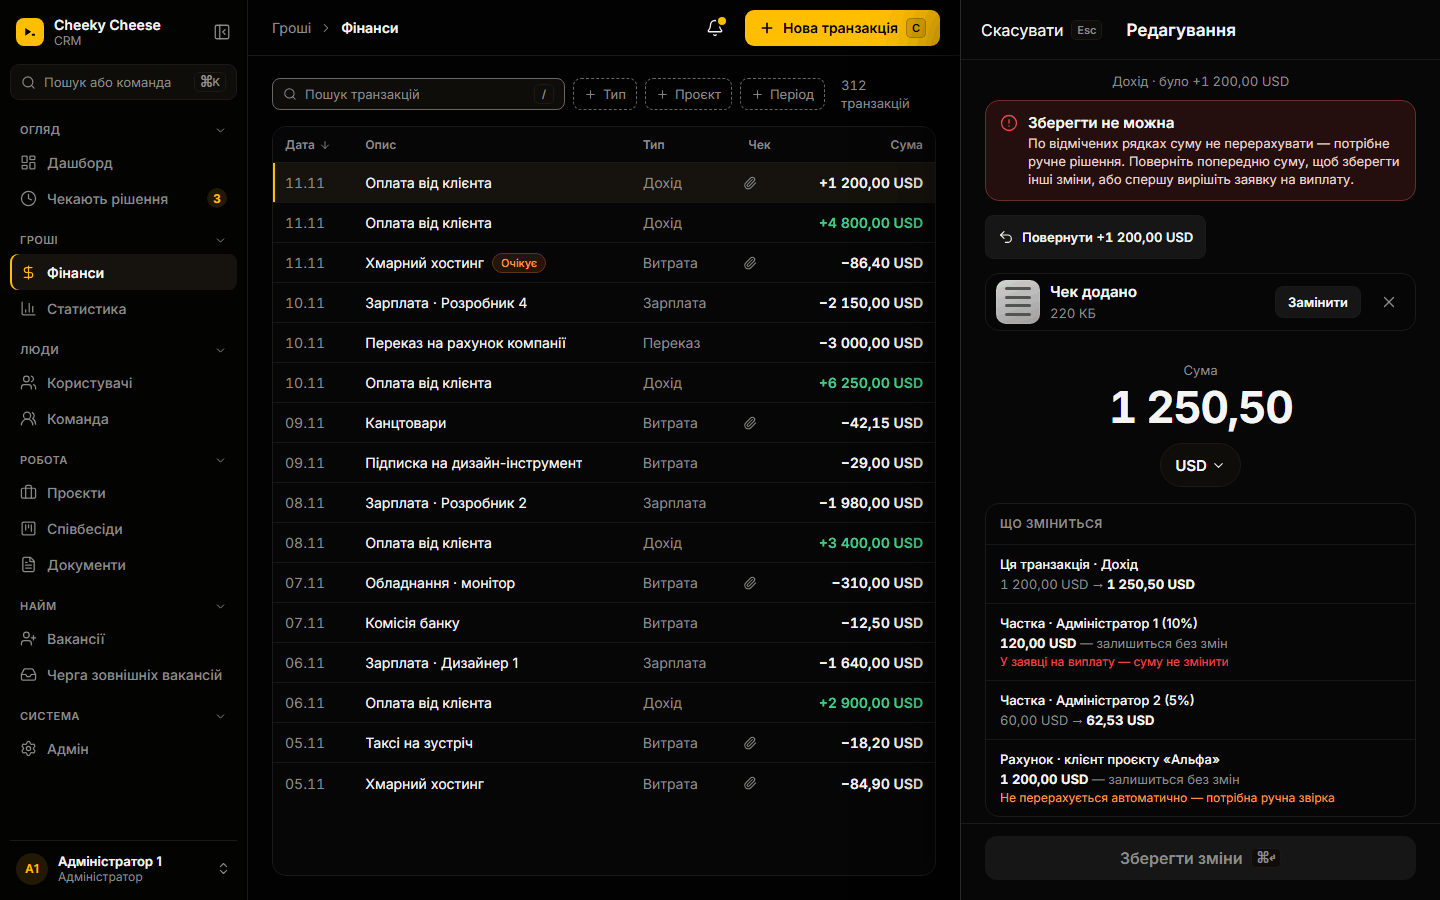 Cheeky Cheese
CRM
Пошук або команда ⌘K
ОГЛЯД
Дашборд
Чекають рішення 3
ГРОШІ
Фінанси
Статистика
ЛЮДИ
Користувачі
Команда
РОБОТА
Проєкти
Співбесіди
Документи
НАЙМ
Вакансії
Черга зовнішніх вакансій
СИСТЕМА
Адмін
A1
Адміністратор 1
Адміністратор
Гроші > Фінанси
Нова транзакція C
Пошук транзакцій /
+ Тип
+ Проєкт
+ Період
312 транзакцій
Дата ↓ Опис Тип Чек Сума
11.11 Оплата від клієнта Дохід +1 200,00 USD
11.11 Оплата від клієнта Дохід +4 800,00 USD
11.11 Хмарний хостинг Очікує Витрата −86,40 USD
10.11 Зарплата · Розробник 4 Зарплата −2 150,00 USD
10.11 Переказ на рахунок компанії Переказ −3 000,00 USD
10.11 Оплата від клієнта Дохід +6 250,00 USD
09.11 Канцтовари Витрата −42,15 USD
09.11 Підписка на дизайн-інструмент Витрата −29,00 USD
08.11 Зарплата · Розробник 2 Зарплата −1 980,00 USD
08.11 Оплата від клієнта Дохід +3 400,00 USD
07.11 Обладнання · монітор Витрата −310,00 USD
07.11 Комісія банку Витрата −12,50 USD
06.11 Зарплата · Дизайнер 1 Зарплата −1 640,00 USD
06.11 Оплата від клієнта Дохід +2 900,00 USD
05.11 Таксі на зустріч Витрата −18,20 USD
05.11 Хмарний хостинг Витрата −84,90 USD
Скасувати Esc Редагування
Дохід · було +1 200,00 USD
Зберегти не можна
По відмічених рядках суму не перерахувати — потрібне
ручне рішення. Поверніть попередню суму, щоб зберегти
інші зміни, або спершу вирішіть заявку на виплату.
Повернути +1 200,00 USD
Чек додано
220 КБ
Замінити
Сума
1 250,50
USD
ЩО ЗМІНИТЬСЯ
Ця транзакція · Дохід
1 200,00 USD → 1 250,50 USD
Частка · Адміністратор 1 (10%)
120,00 USD — залишиться без змін
У заявці на виплату — суму не змінити
Частка · Адміністратор 2 (5%)
60,00 USD → 62,53 USD
Рахунок · клієнт проєкту «Альфа»
1 200,00 USD — залишиться без змін
Не перерахується автоматично — потрібна ручна звірка
Зберегти зміни ⌘⏎